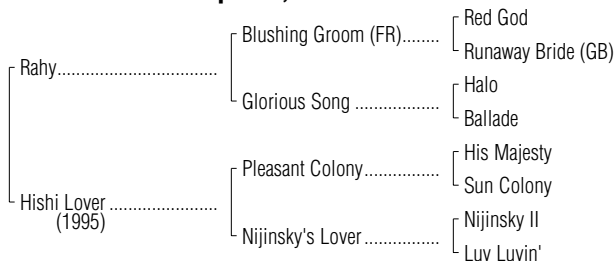 Red God
Blushing Groom (FR)........
Runaway Bride (GB)
Rahy..................................
Halo
Glorious Song ..................
Ballade
His Majesty
Pleasant Colony................
Sun Colony
Hishi Lover .......................
(1995)
Nijinsky II
Nijinsky's Lover ................
Luv Luvin'